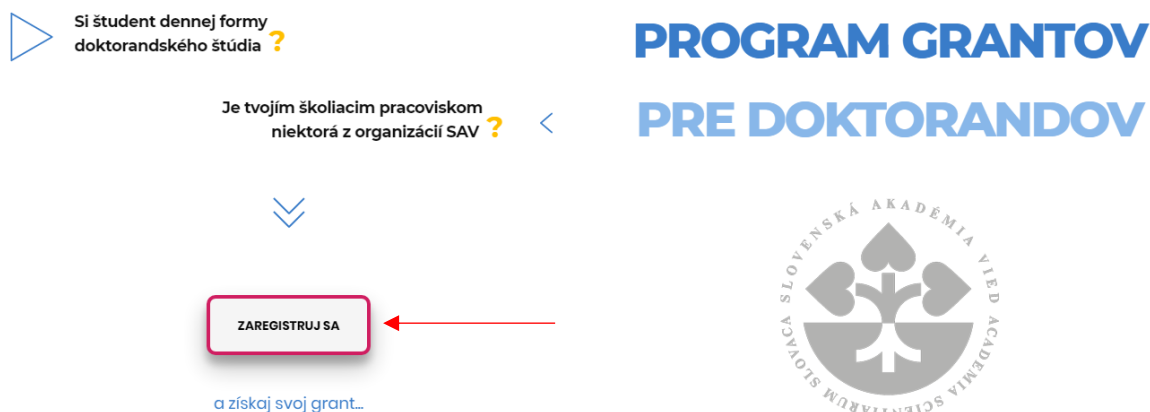 Si študent dennej formy
doktorandského štúdia ?
Je tvojím školiacim pracoviskom
niektorá z organizácií SAV ?
ZAREGISTRUJ SA
a získaj svoj grant...
PROGRAM GRANTOV
PRE DOKTORANDOV
SLOVENSKÁ AKADÉMIA VIED ACADEMIA SCIENTIARUM SLOVACA